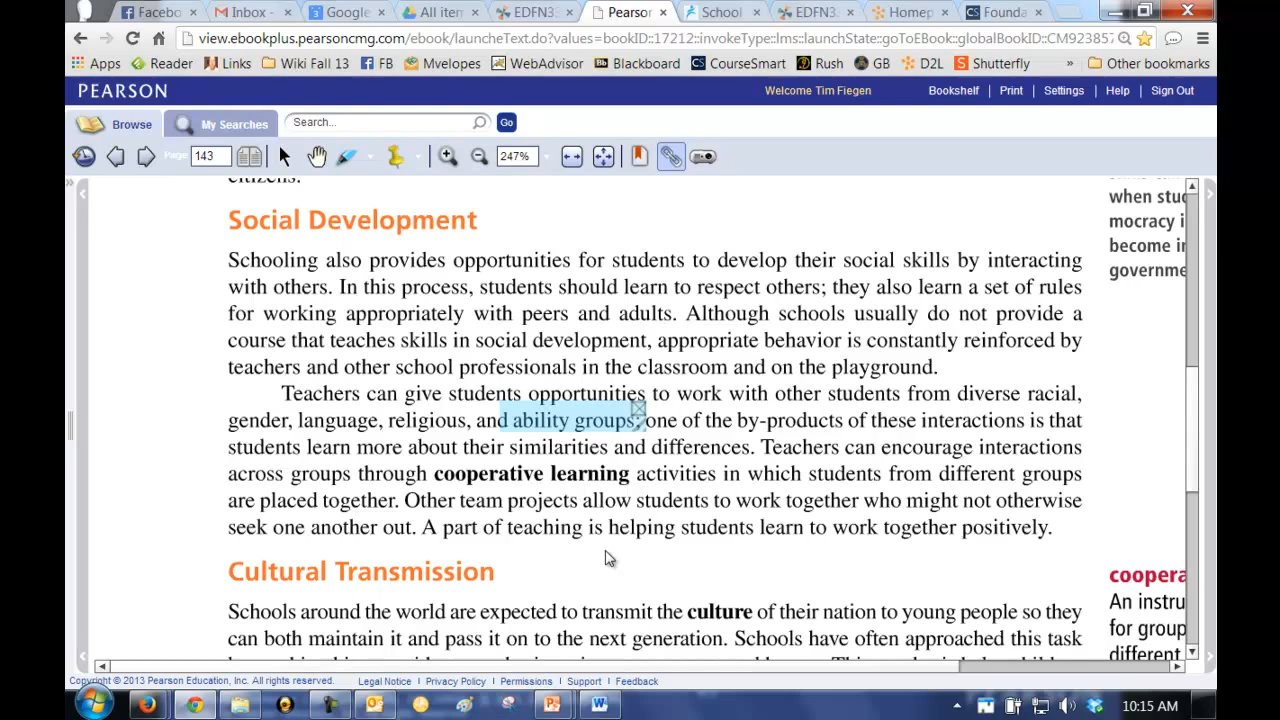 Facebo
Inbox -
Google
All item
EDFN3
Pearson
School
EDFN3
Homep
Founda
view.ebookplus.pearsoncmg.com/ebook/launcheText.do?values=bookID::17212::invokeType::lms::launchState::goToEBook::globalBookID::CM923857
Apps Reader Links Wiki Fall 13 FB Mvelopes WebAdvisor Blackboard CourseSmart Rush GB D2L Shutterfly » Other bookmarks
PEARSON
Welcome Tim Fiegen Bookshelf | Print | Settings | Help | Sign Out
Browse My Searches Search... Go
Page 143 247%
citizens.
Social Development
Schooling also provides opportunities for students to develop their social skills by interacting
with others. In this process, students should learn to respect others; they also learn a set of rules
for working appropriately with peers and adults. Although schools usually do not provide a
course that teaches skills in social development, appropriate behavior is constantly reinforced by
teachers and other school professionals in the classroom and on the playground.
Teachers can give students opportunities to work with other students from diverse racial,
gender, language, religious, and ability groups; one of the by-products of these interactions is that
students learn more about their similarities and differences. Teachers can encourage interactions
across groups through cooperative learning activities in which students from different groups
are placed together. Other team projects allow students to work together who might not otherwise
seek one another out. A part of teaching is helping students learn to work together positively.
Cultural Transmission
Schools around the world are expected to transmit the culture of their nation to young people so they
can both maintain it and pass it on to the next generation. Schools have often approached this task
when stud
mocracy i
become in
governme
coopera
An instru
for group
different
Copyright © 2013 Pearson Education, Inc. All rights reserved. Legal Notice | Privacy Policy | Permissions | Support | Feedback
10:15 AM